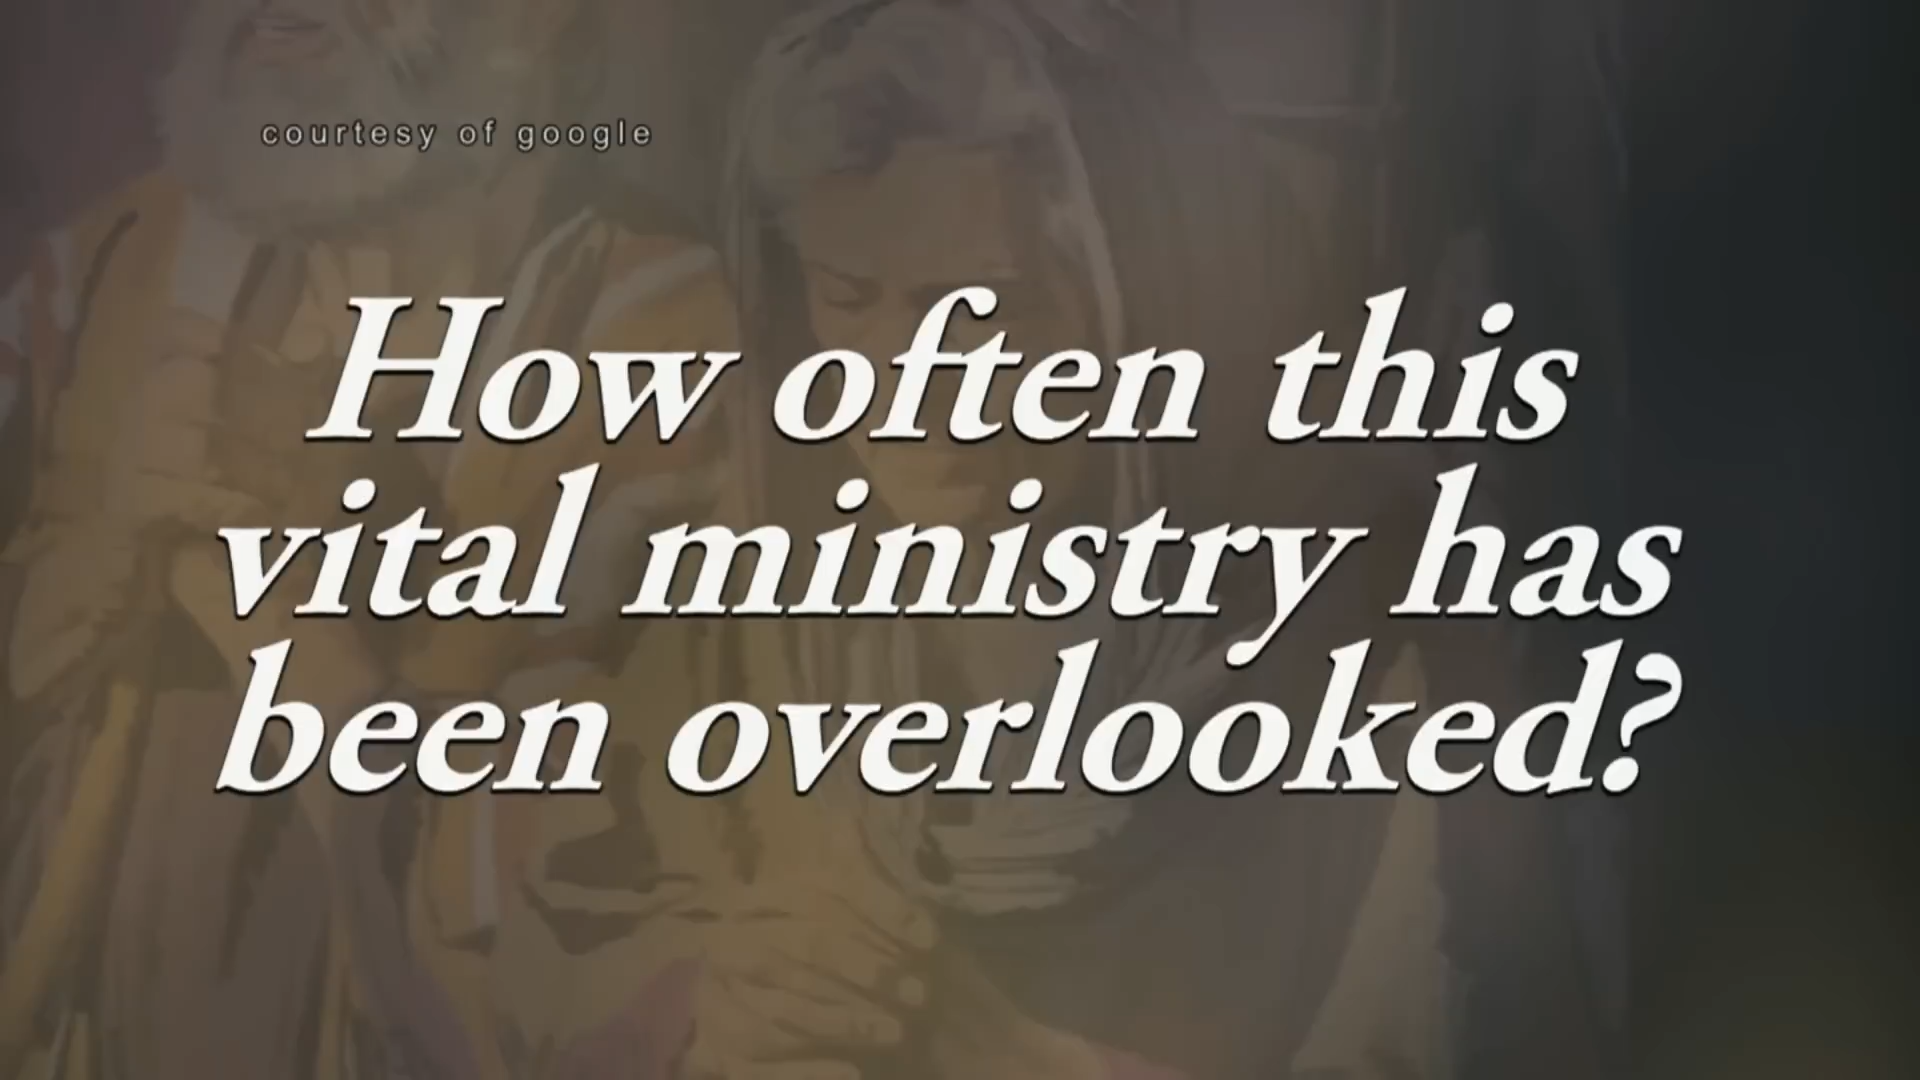 courtesy of google
How often this
vital ministry has
been overlooked?